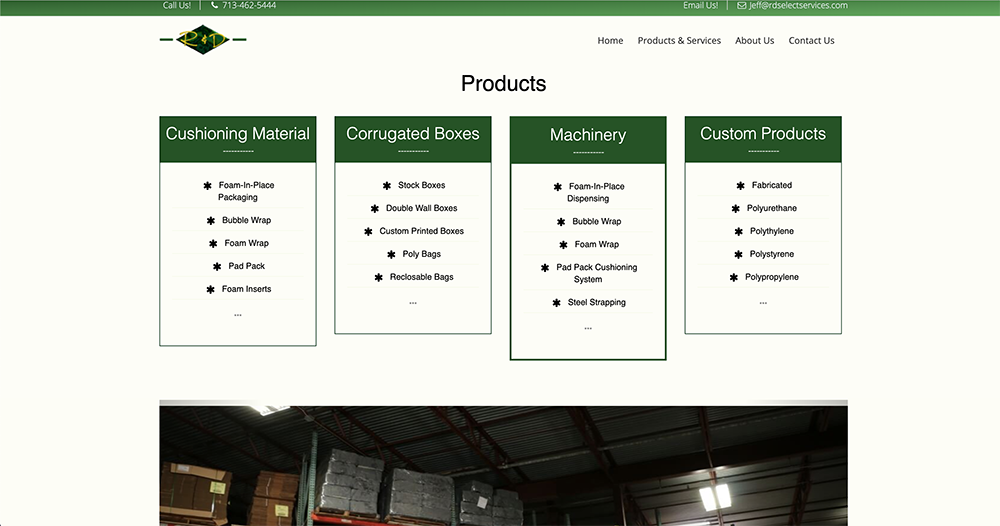 Call Us! 713-462-5444 Email Us! Jeff@rdselectservices.com
R & D
Home Products & Services About Us Contact Us
Products
Cushioning Material
-----------
Foam-In-Place
Packaging
Bubble Wrap
Foam Wrap
Pad Pack
Foam Inserts
...
Corrugated Boxes
-----------
Stock Boxes
Double Wall Boxes
Custom Printed Boxes
Poly Bags
Reclosable Bags
...
Machinery
-----------
Foam-In-Place
Dispensing
Bubble Wrap
Foam Wrap
Pad Pack Cushioning
System
Steel Strapping
...
Custom Products
-----------
Fabricated
Polyurethane
Polythylene
Polystyrene
Polypropylene
...